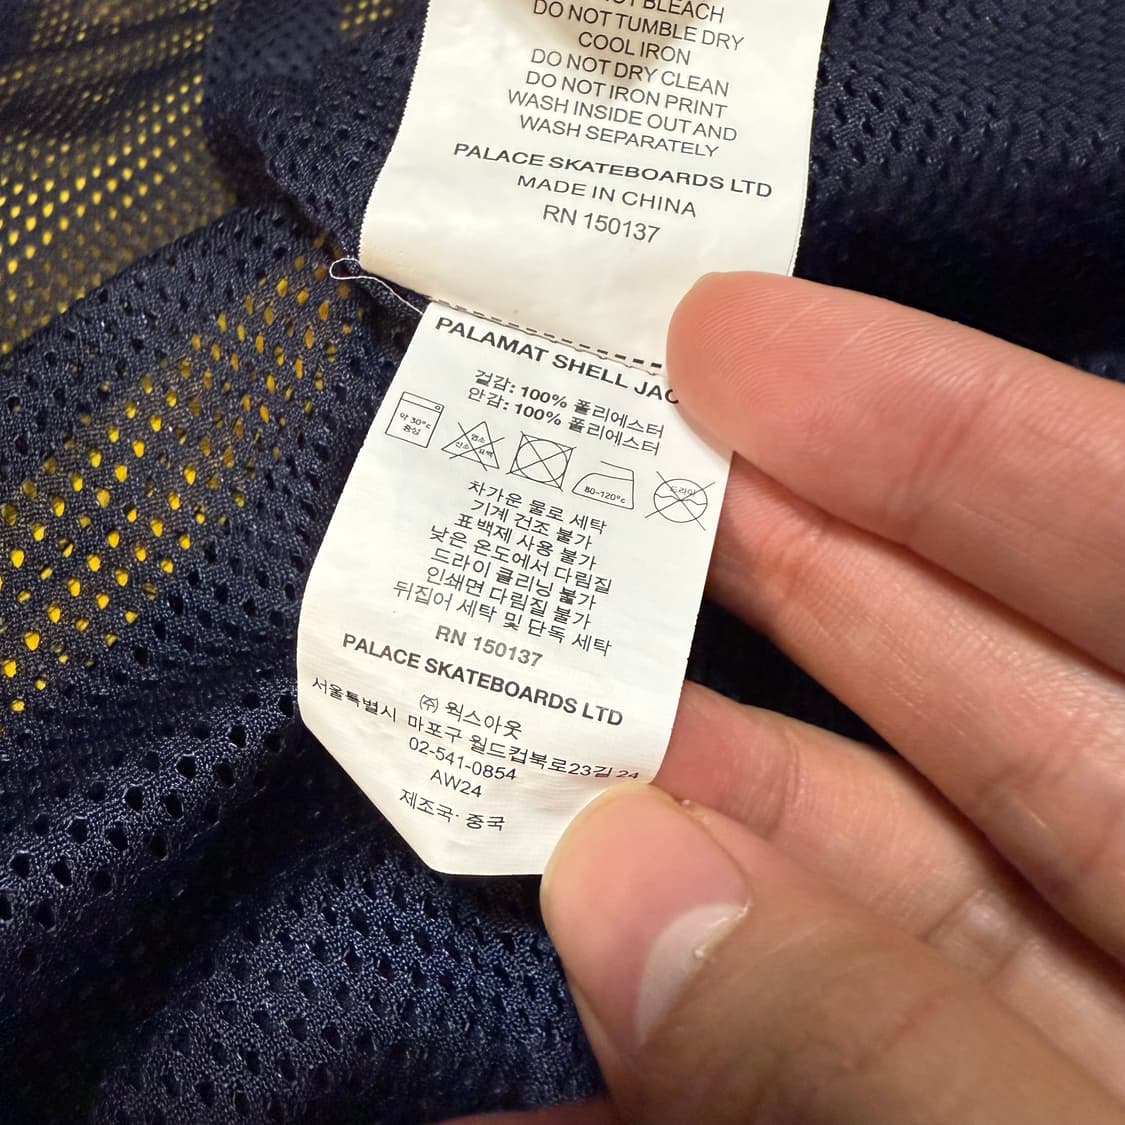 BLEACH
DO NOT TUMBLE DRY
COOL IRON
DO NOT DRY CLEAN
DO NOT IRON PRINT
WASH INSIDE OUT AND
WASH SEPARATELY
PALACE SKATEBOARDS LTD
MADE IN CHINA
RN 150137
PALAMAT SHELL JAC
겉감: 100% 폴리에스터
안감: 100% 폴리에스터
약 30°c
중성
염소
산소 표백
80~120°c
드라이
차가운 물로 세탁
기계 건조 불가
표백제 사용 불가
낮은 온도에서 다림질
드라이 클리닝 불가
인쇄면 다림질 불가
뒤집어 세탁 및 단독 세탁
RN 150137
PALACE SKATEBOARDS LTD
㈜ 웍스아웃
서울특별시 마포구 월드컵북로23길 24
02-541-0854
AW24
제조국: 중국